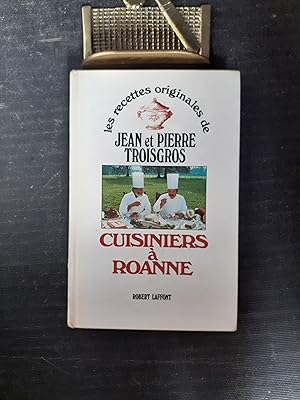 les recettes originales de
JEAN et PIERRE
TROISGROS
CUISINIERS
à
ROANNE
ROBERT LAFFONT